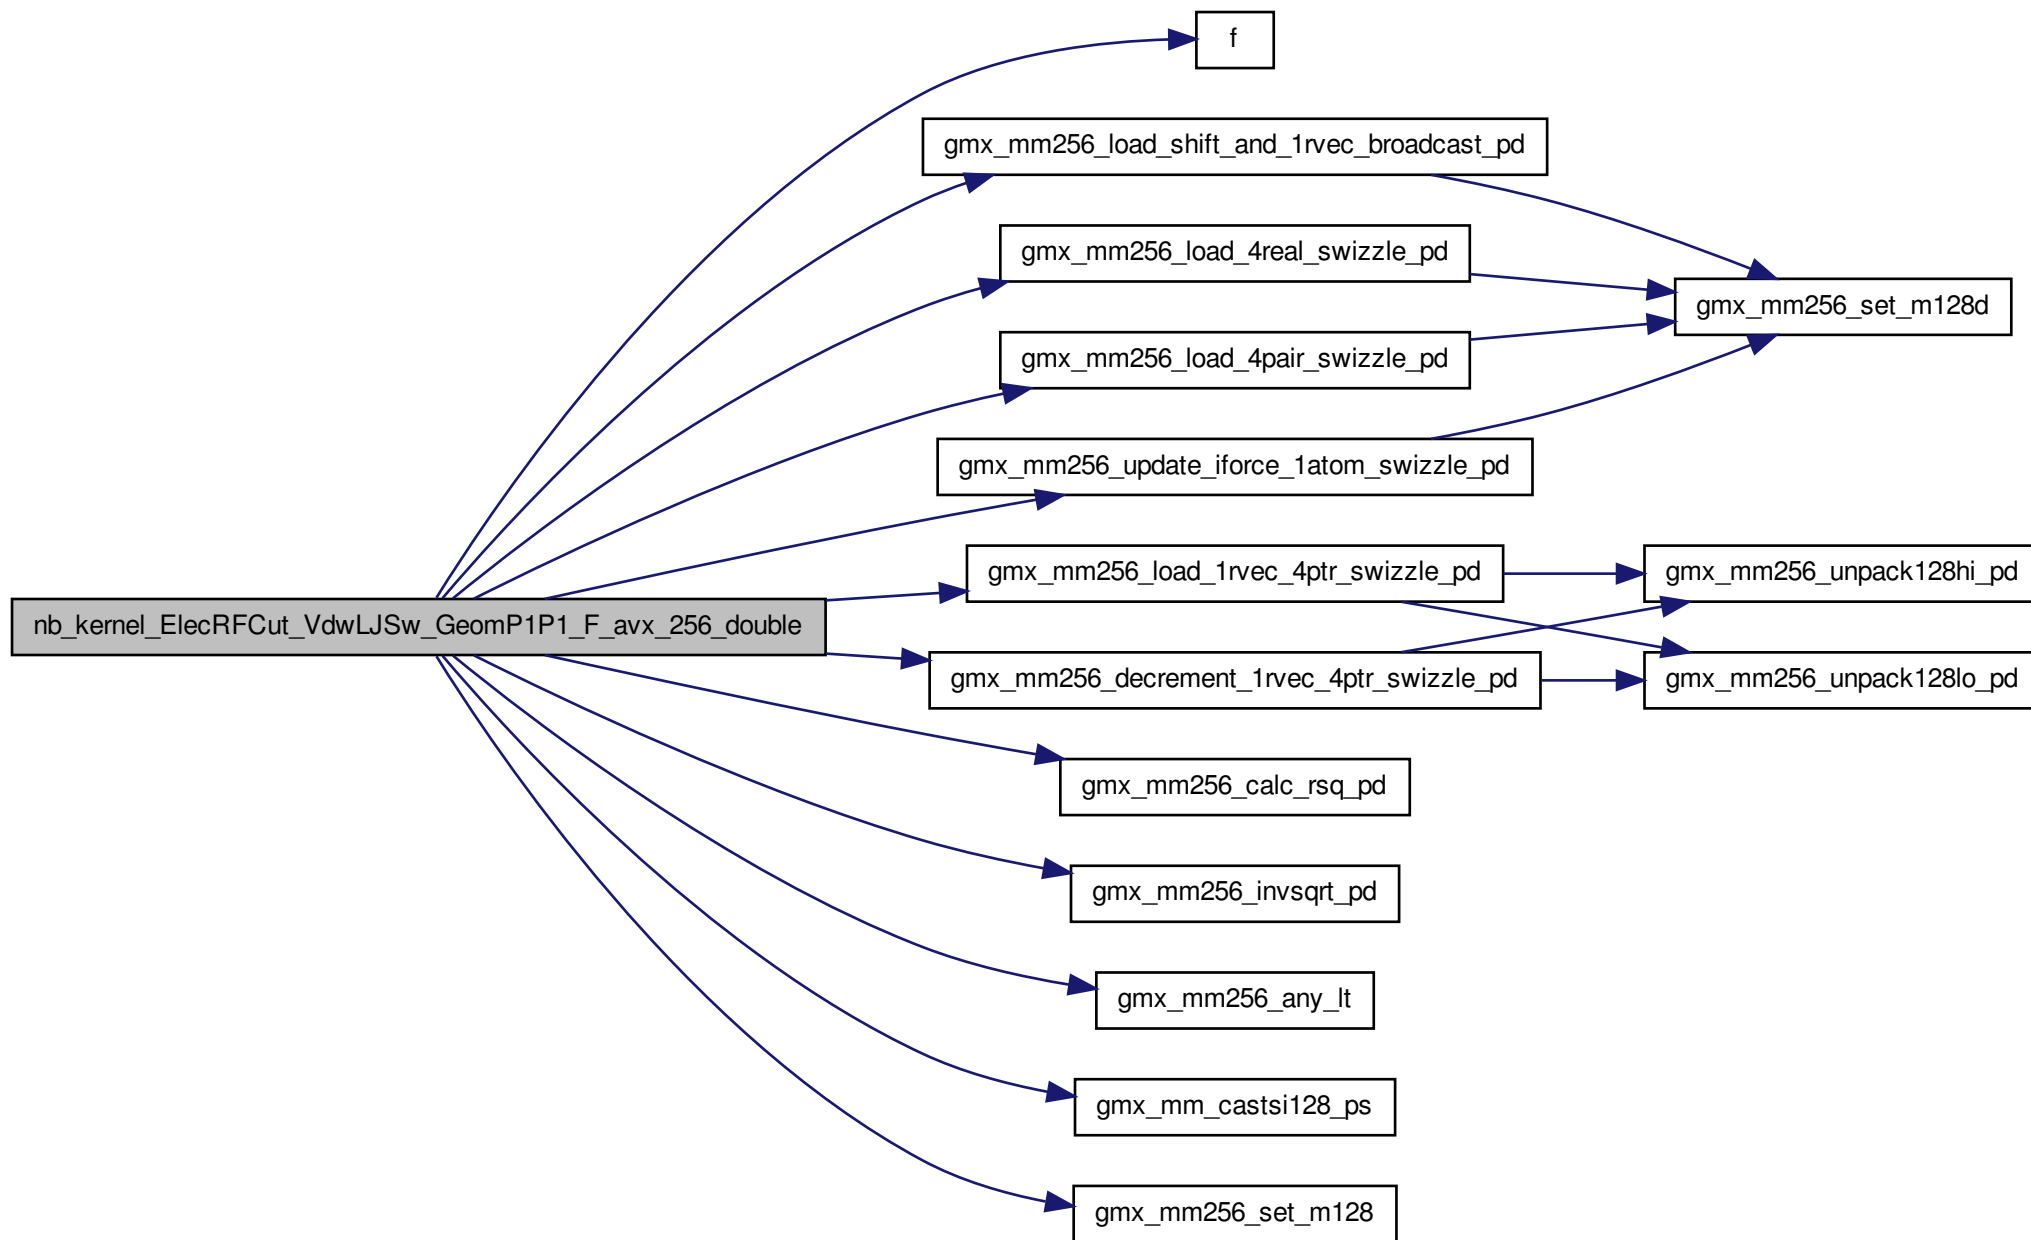 f
gmx_mm256_load_shift_and_1rvec_broadcast_pd
gmx_mm256_load_4real_swizzle_pd
gmx_mm256_set_m128d
gmx_mm256_load_4pair_swizzle_pd
gmx_mm256_update_iforce_1atom_swizzle_pd
gmx_mm256_load_1rvec_4ptr_swizzle_pd
gmx_mm256_unpack128hi_pd
nb_kernel_ElecRFCut_VdwLJSw_GeomP1P1_F_avx_256_double
gmx_mm256_decrement_1rvec_4ptr_swizzle_pd
gmx_mm256_unpack128lo_pd
gmx_mm256_calc_rsq_pd
gmx_mm256_invsqrt_pd
gmx_mm256_any_lt
gmx_mm_castsi128_ps
gmx_mm256_set_m128